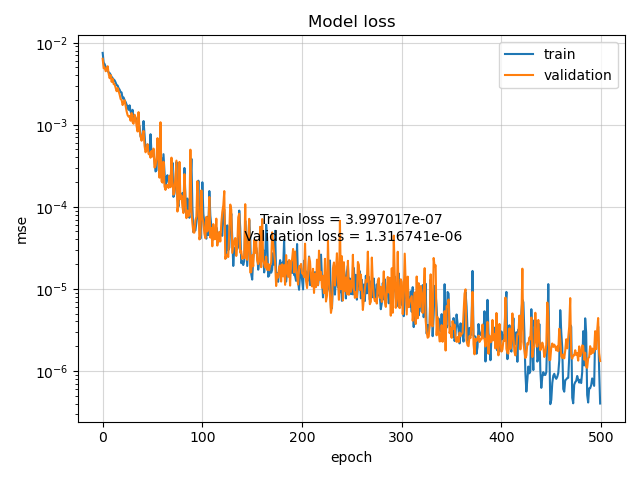 Model loss
train
validation
Train loss = 3.997017e-07
Validation loss = 1.316741e-06
mse
10⁻²
10⁻³
10⁻⁴
10⁻⁵
10⁻⁶
0 100 200 300 400 500
epoch